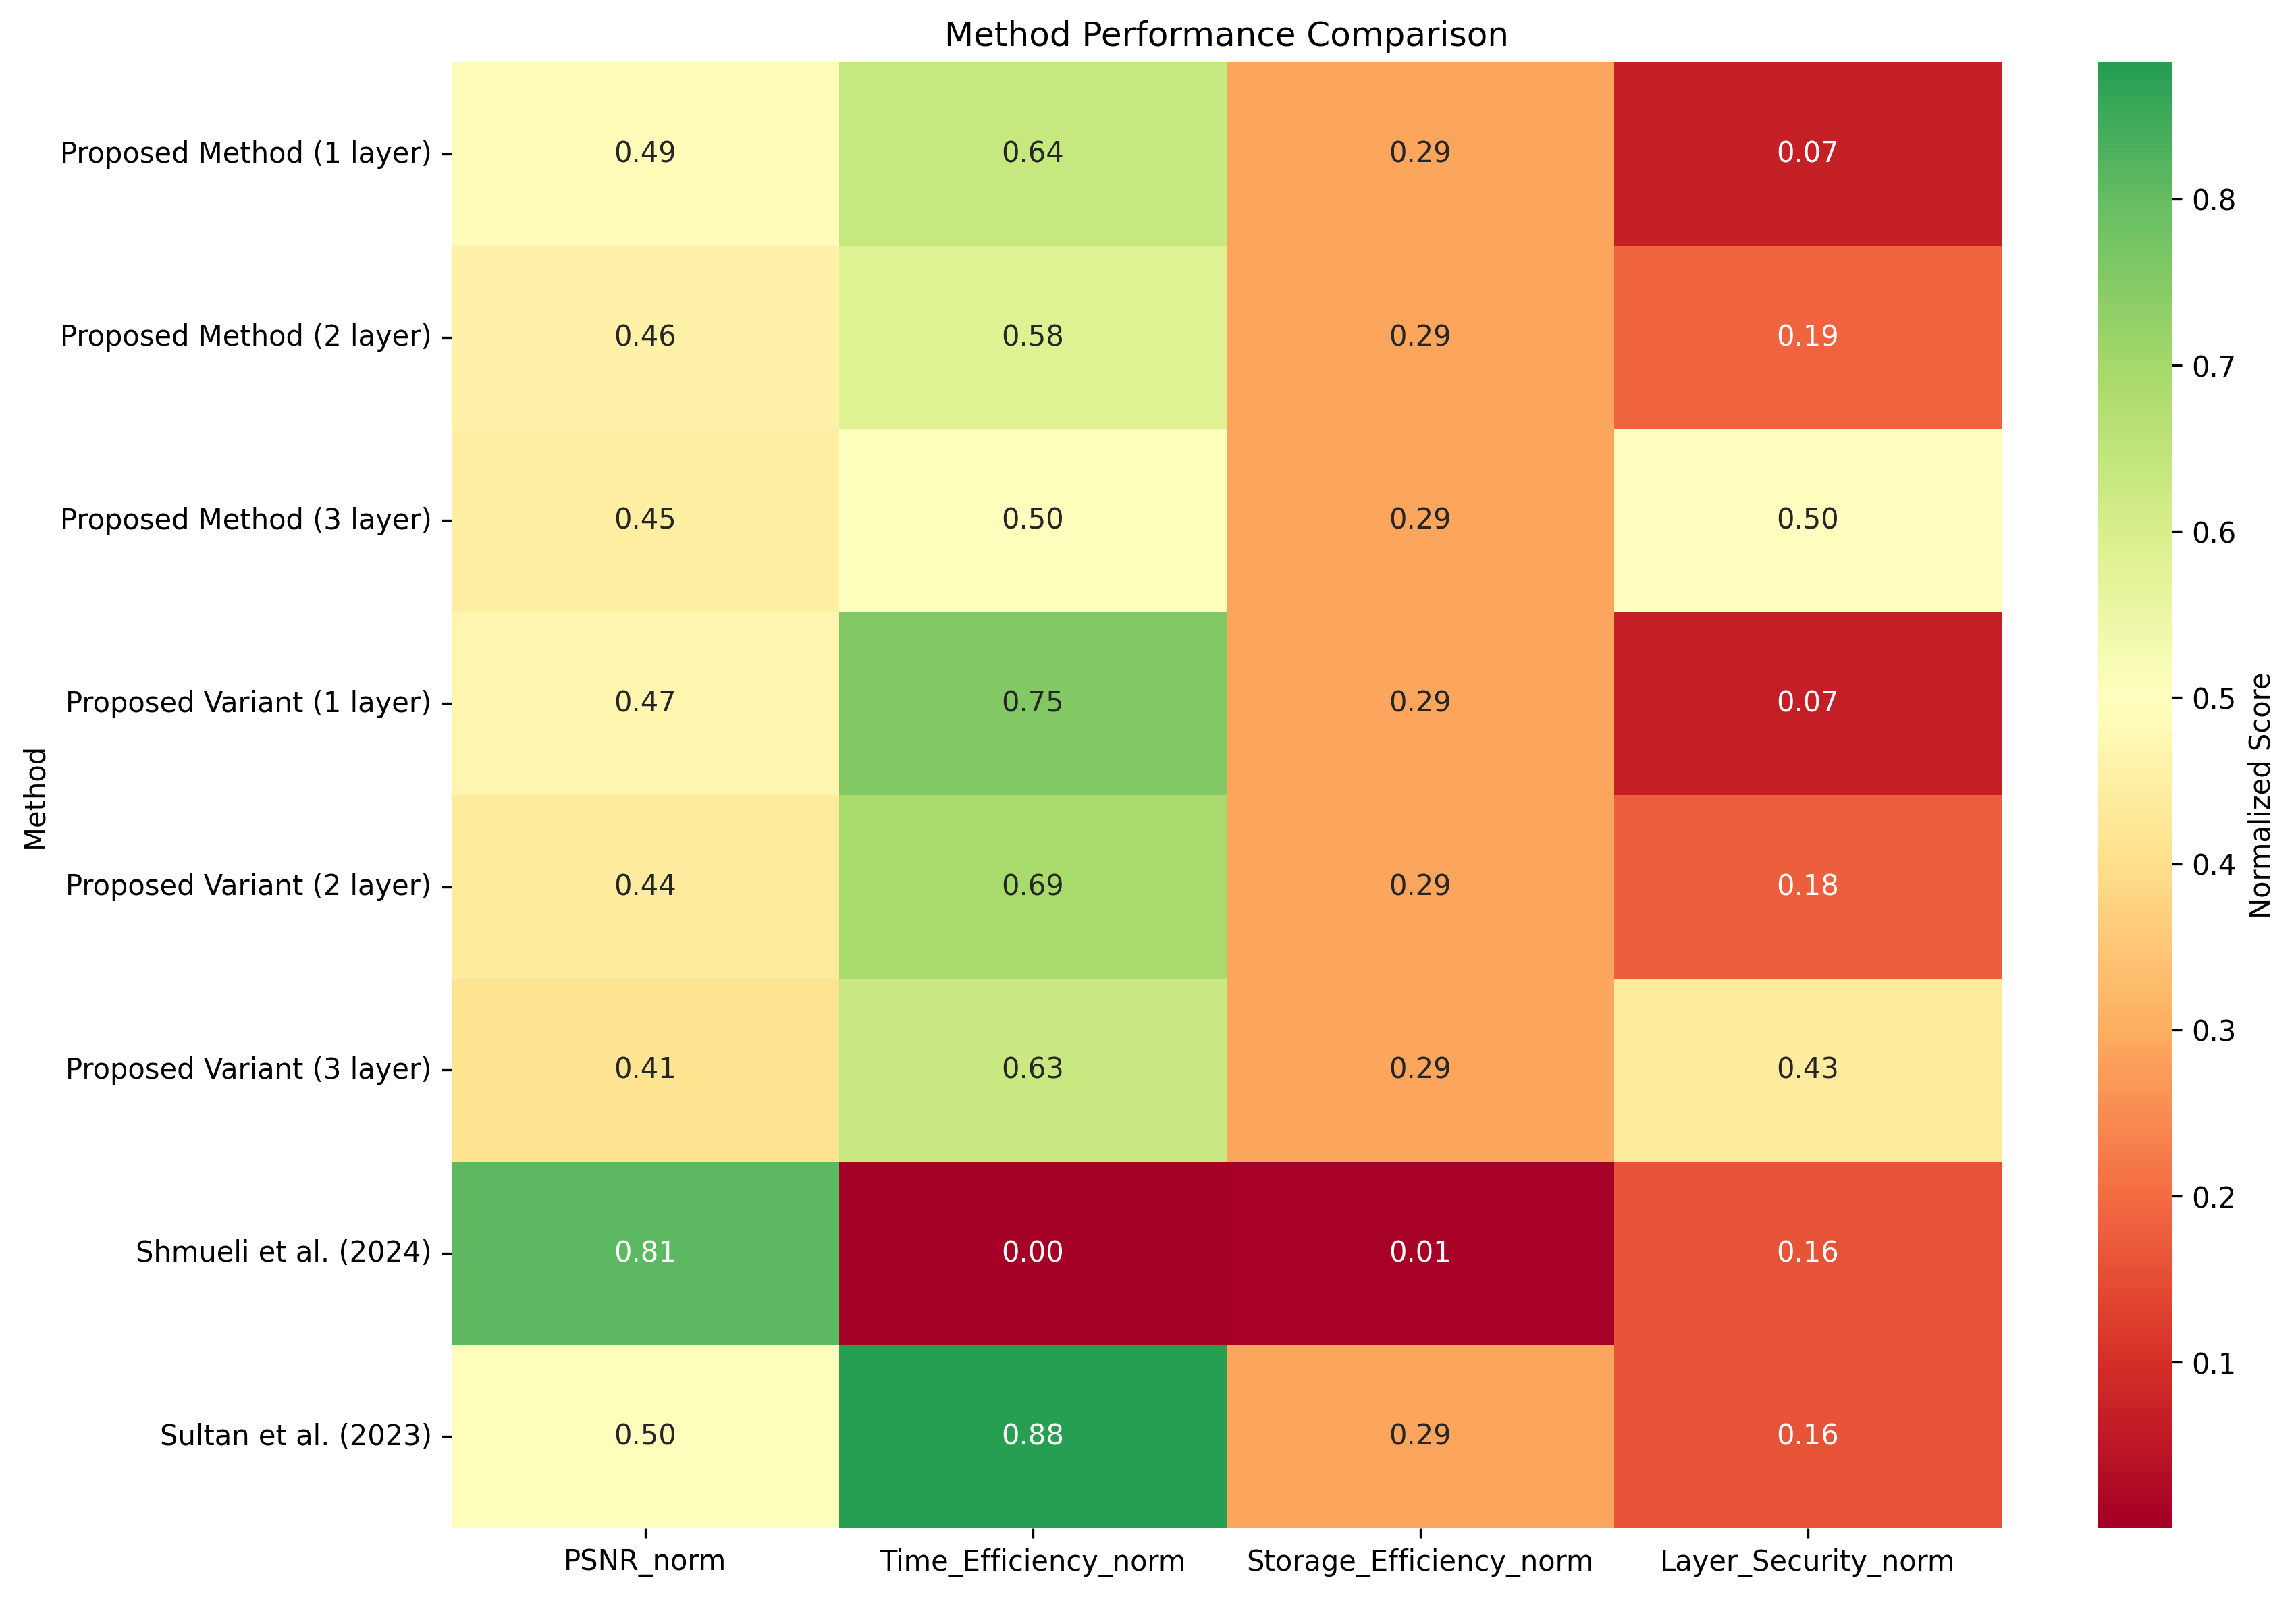 Method Performance Comparison
Proposed Method (1 layer) 0.49 0.64 0.29 0.07
Proposed Method (2 layer) 0.46 0.58 0.29 0.19
Proposed Method (3 layer) 0.45 0.50 0.29 0.50
Proposed Variant (1 layer) 0.47 0.75 0.29 0.07
Proposed Variant (2 layer) 0.44 0.69 0.29 0.18
Proposed Variant (3 layer) 0.41 0.63 0.29 0.43
Shmueli et al. (2024) 0.81 0.00 0.01 0.16
Sultan et al. (2023) 0.50 0.88 0.29 0.16
PSNR_norm Time_Efficiency_norm Storage_Efficiency_norm Layer_Security_norm
Method
0.8
0.7
0.6
0.5
0.4
0.3
0.2
0.1
Normalized Score